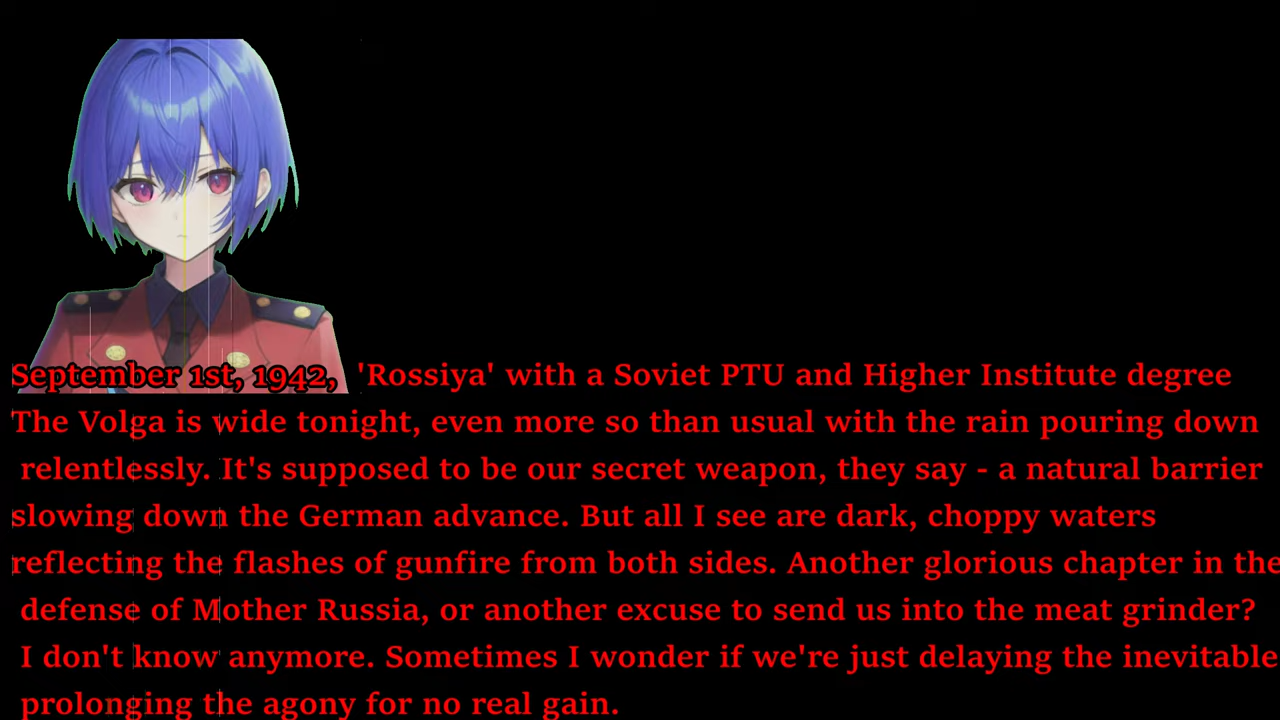 September 1st, 1942, 'Rossiya' with a Soviet PTU and Higher Institute degree
The Volga is wide tonight, even more so than usual with the rain pouring down
relentlessly. It's supposed to be our secret weapon, they say - a natural barrier
slowing down the German advance. But all I see are dark, choppy waters
reflecting the flashes of gunfire from both sides. Another glorious chapter in the
defense of Mother Russia, or another excuse to send us into the meat grinder?
I don't know anymore. Sometimes I wonder if we're just delaying the inevitable
prolonging the agony for no real gain.